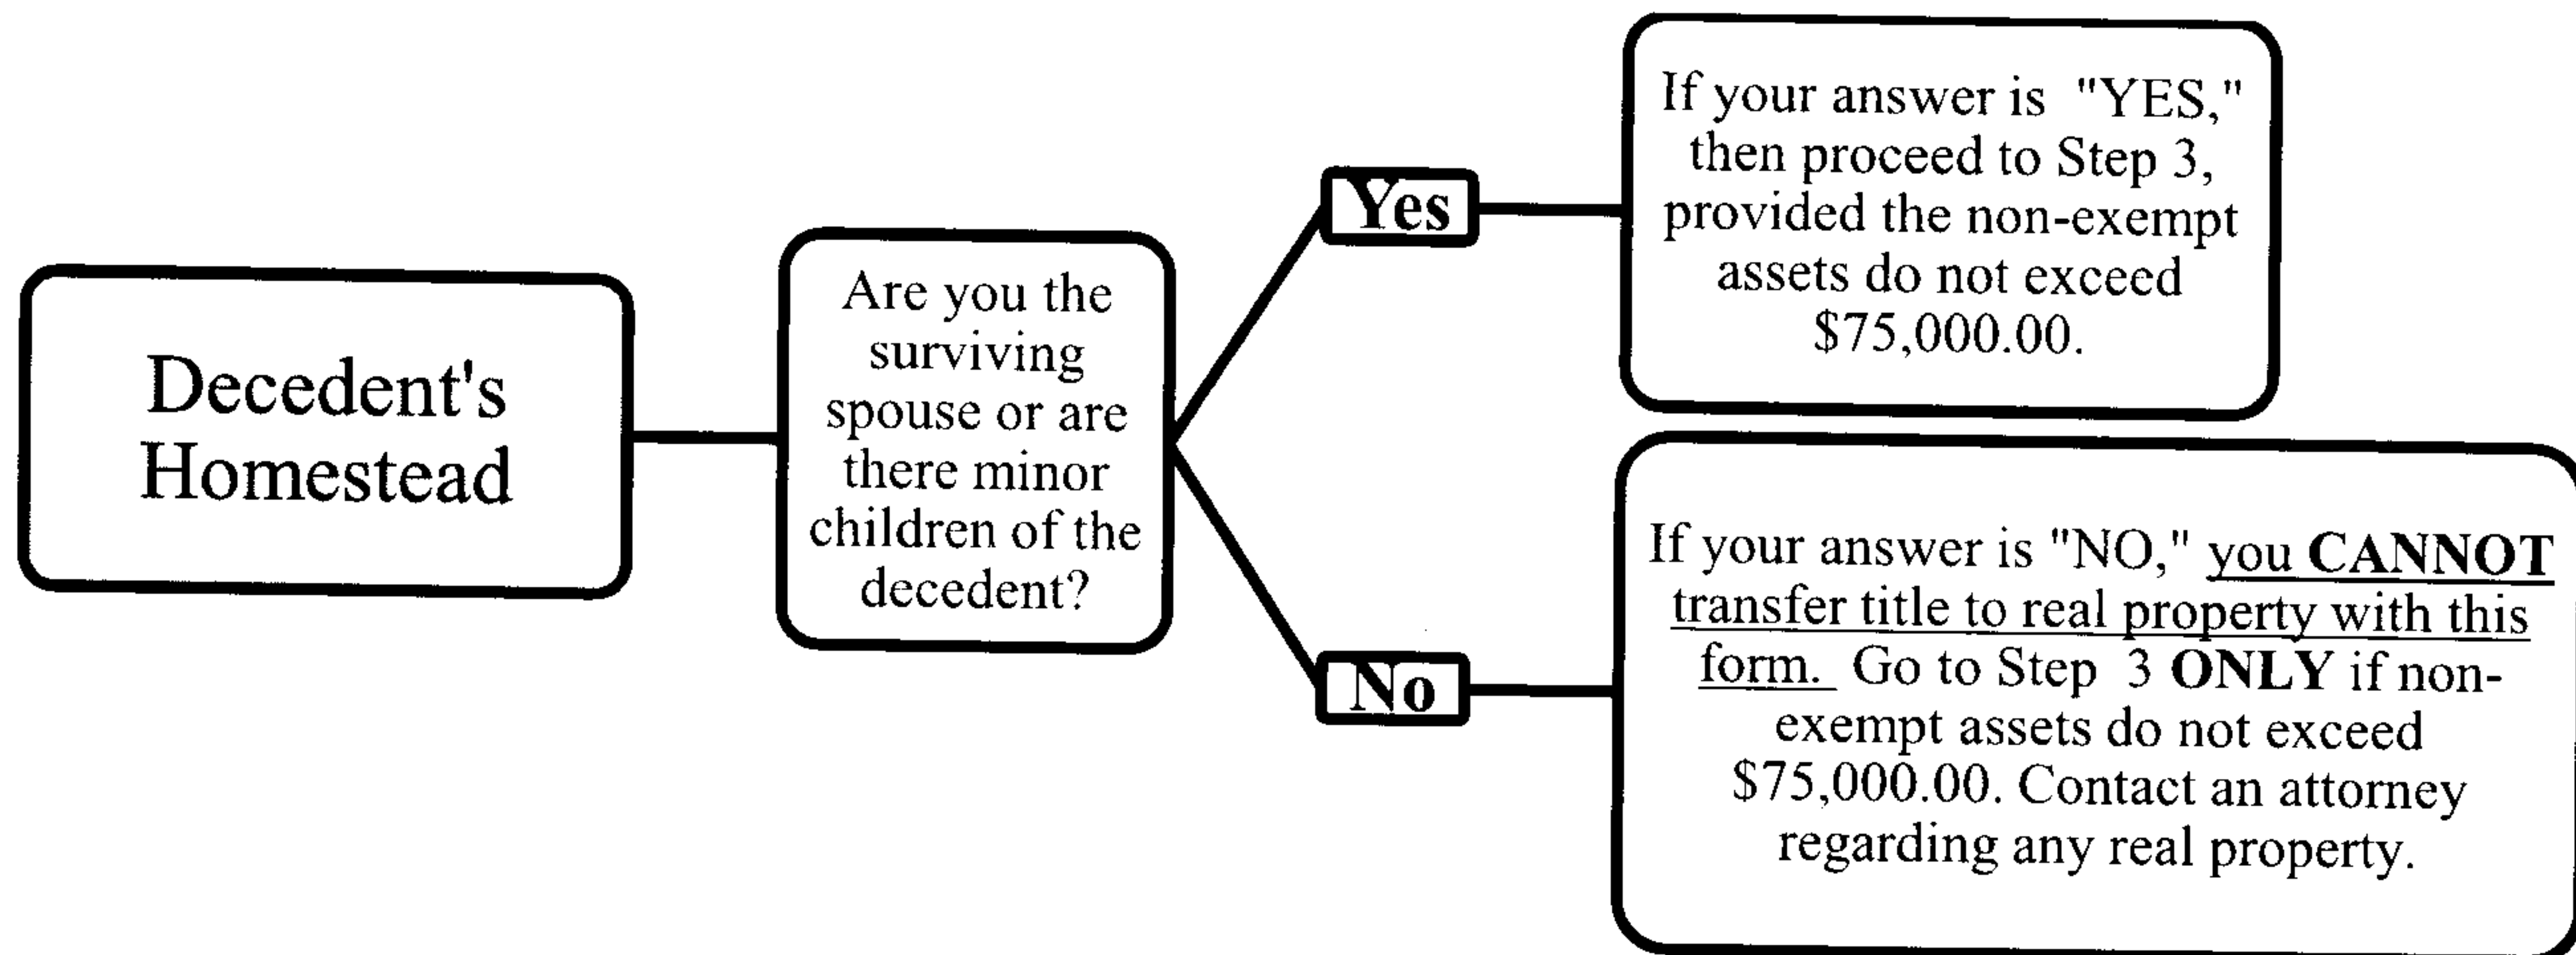 Decedent's
Homestead
Are you the
surviving
spouse or are
there minor
children of the
decedent?
Yes
If your answer is "YES,"
then proceed to Step 3,
provided the non-exempt
assets do not exceed
$75,000.00.
No
If your answer is "NO," you CANNOT
transfer title to real property with this
form. Go to Step 3 ONLY if non-
exempt assets do not exceed
$75,000.00. Contact an attorney
regarding any real property.